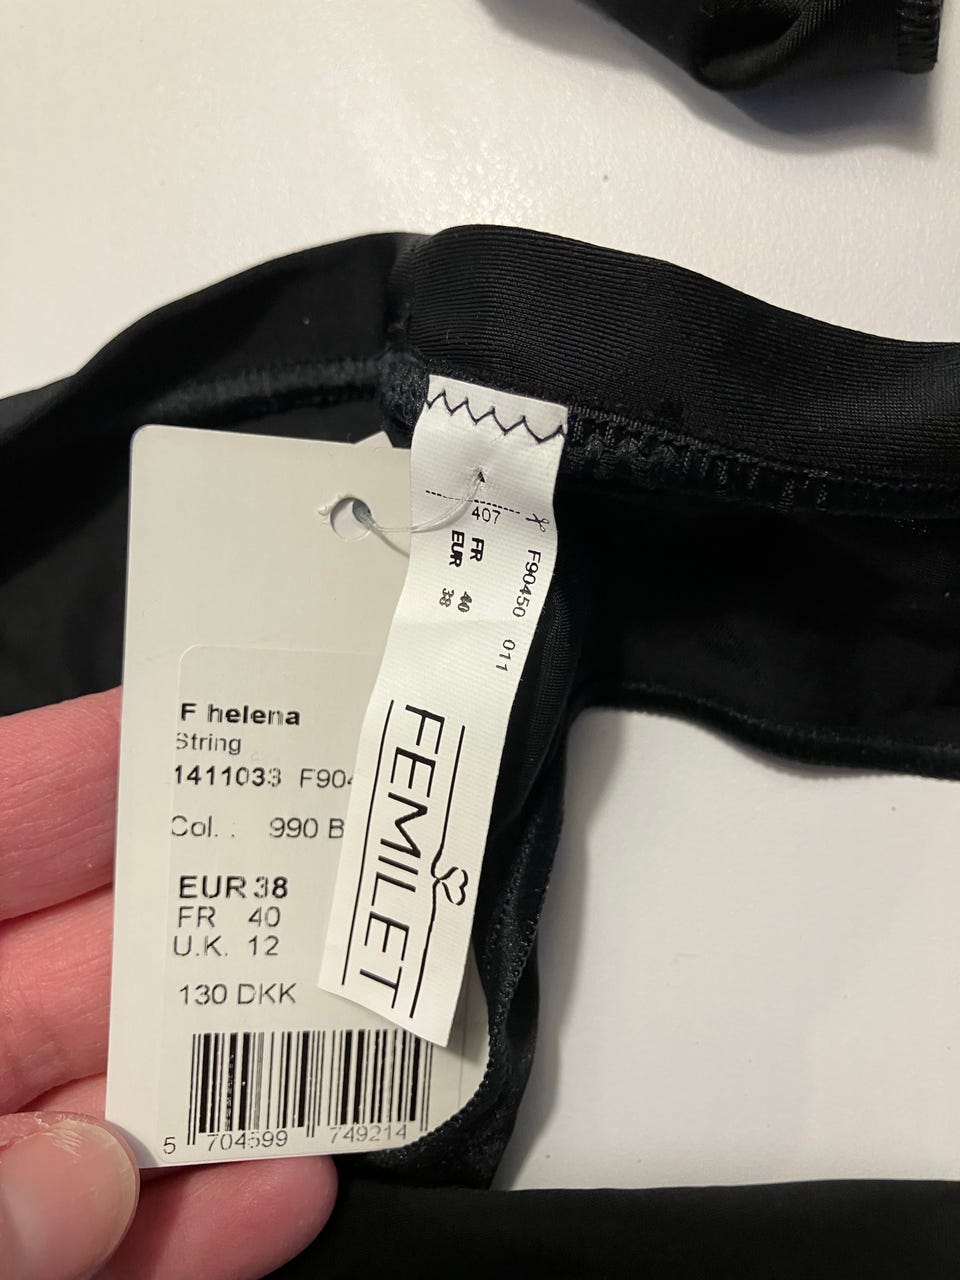 407
FR 40
EUR 38
F90450 011
FEMILET
F helena
String
1411033
Col. : 990
EUR 38
FR 40
U.K. 12
130 DKK
5 704599 749214